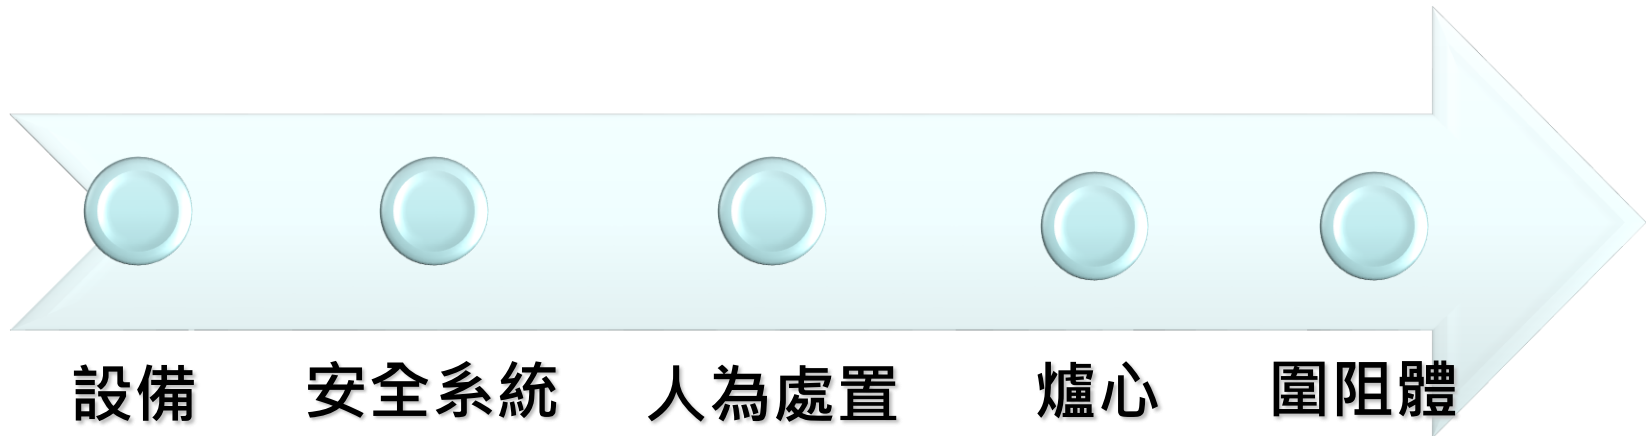 設備
安全系統
人為處置
爐心
圍阻體